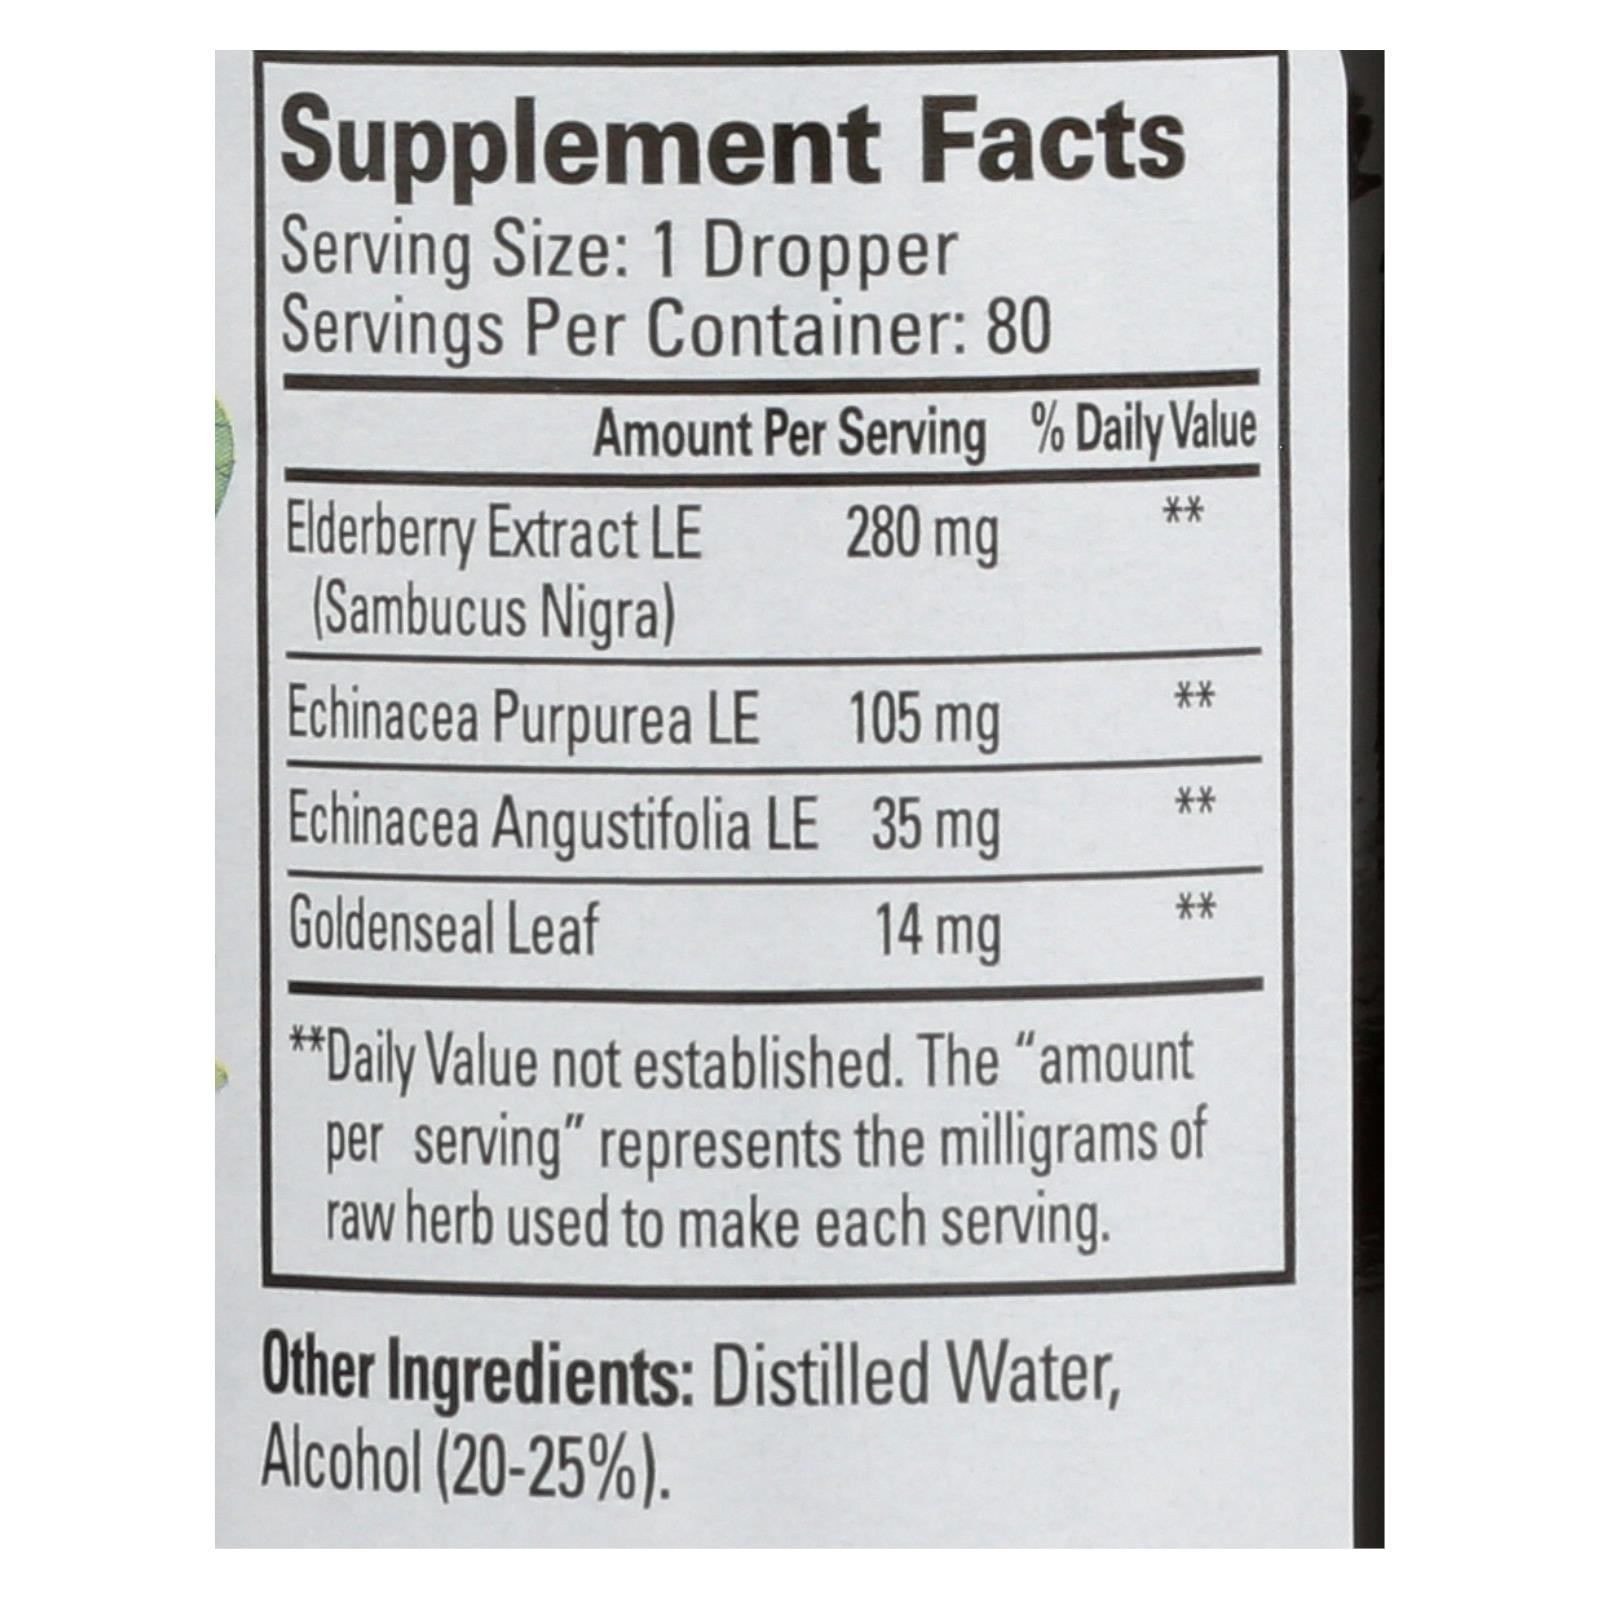 Supplement Facts
Serving Size: 1 Dropper
Servings Per Container: 80
Amount Per Serving % Daily Value
Elderberry Extract LE 280 mg **
(Sambucus Nigra)
Echinacea Purpurea LE 105 mg **
Echinacea Angustifolia LE 35 mg **
Goldenseal Leaf 14 mg **
**Daily Value not established. The “amount
per serving” represents the milligrams of
raw herb used to make each serving.
Other Ingredients: Distilled Water,
Alcohol (20-25%).